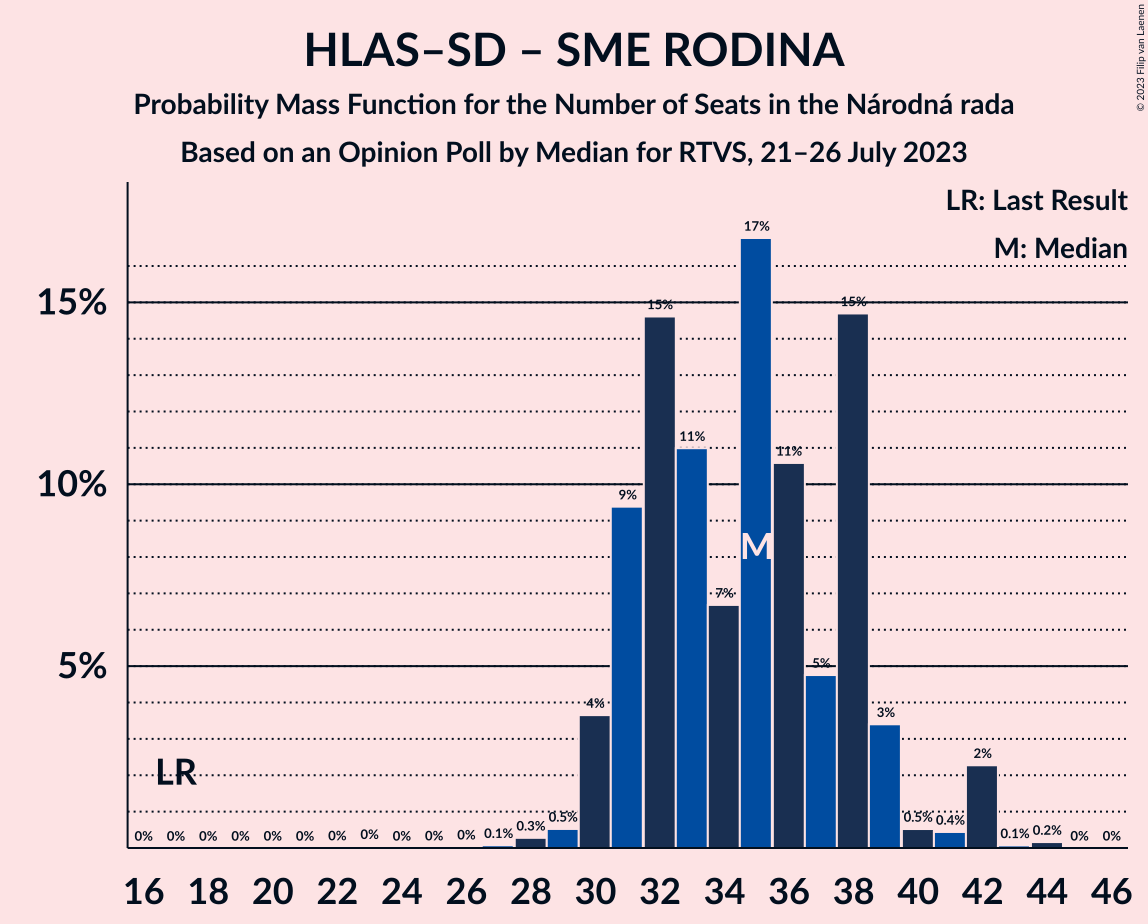 HLAS–SD – SME RODINA
Probability Mass Function for the Number of Seats in the Národná rada
Based on an Opinion Poll by Median for RTVS, 21–26 July 2023
© 2023 Filip van Laenen
LR: Last Result
M: Median
15%
10%
5%
LR
M
0% 0% 0% 0% 0% 0% 0% 0% 0% 0% 0% 0.1% 0.3% 0.5% 4% 9% 15% 11% 7% 17% 11% 5% 15% 3% 0.5% 0.4% 2% 0.1% 0.2% 0% 0%
16 18 20 22 24 26 28 30 32 34 36 38 40 42 44 46